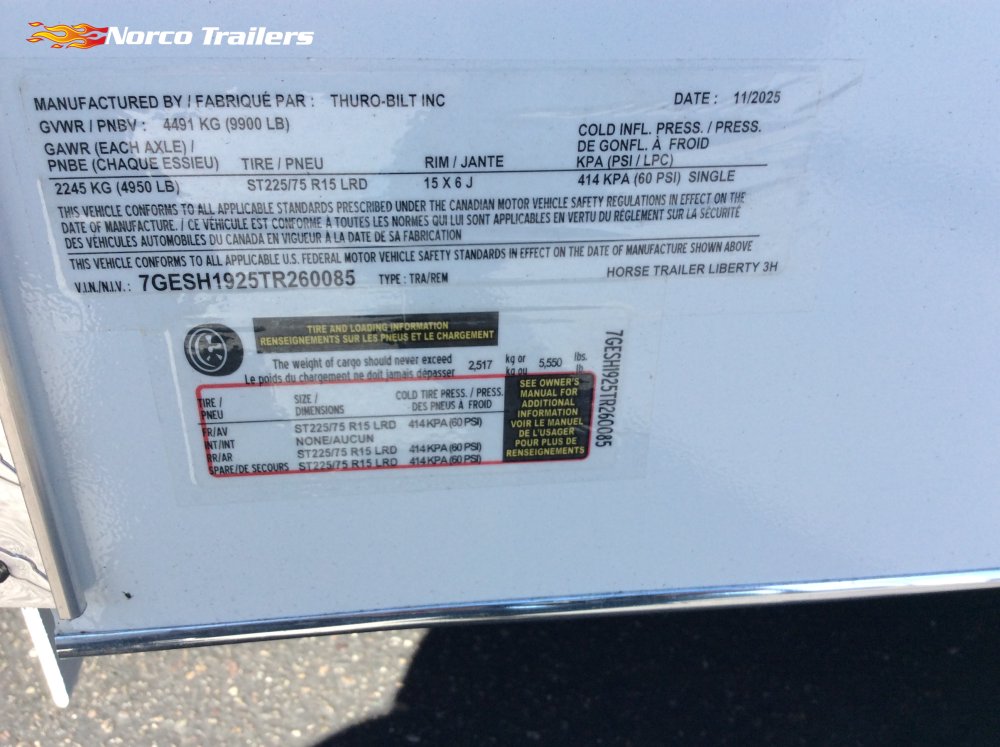 Norco Trailers
MANUFACTURED BY / FABRIQUÉ PAR : THURO-BILT INC DATE : 11/2025
GVWR / PNBV : 4491 KG (9900 LB)
GAWR (EACH AXLE) /
PNBE (CHAQUE ESSIEU) TIRE / PNEU RIM / JANTE
COLD INFL. PRESS. / PRESS.
DE GONFL. À FROID
KPA (PSI / LPC)
2245 KG (4950 LB) ST225/75 R15 LRD 15 X 6 J 414 KPA (60 PSI) SINGLE
THIS VEHICLE CONFORMS TO ALL APPLICABLE STANDARDS PRESCRIBED UNDER THE CANADIAN MOTOR VEHICLE SAFETY REGULATIONS IN EFFECT ON THE
DATE OF MANUFACTURE. / CE VÉHICULE EST CONFORME À TOUTES LES NORMES QUI LUI SONT APPLICABLES EN VERTU DU RÈGLEMENT SUR LA SÉCURITÉ
DES VÉHICULES AUTOMOBILES DU CANADA EN VIGUEUR À LA DATE DE SA FABRICATION
THIS VEHICLE CONFORMS TO ALL APPLICABLE U.S. FEDERAL MOTOR VEHICLE SAFETY STANDARDS IN EFFECT ON THE DATE OF MANUFACTURE SHOWN ABOVE
V.I.N./N.I.V. : 7GESH1925TR260085 TYPE : TRA/REM HORSE TRAILER LIBERTY 3H
TIRE AND LOADING INFORMATION
RENSEIGNEMENTS SUR LES PNEUS ET LE CHARGEMENT
The weight of cargo should never exceed 2,517 kg or 5,550 lbs.
Le poids du chargement ne doit jamais dépasser kg ou lb
TIRE / SIZE / COLD TIRE PRESS. / PRESS.
PNEU DIMENSIONS DES PNEUS À FROID
FR/AV ST225/75 R15 LRD 414 KPA (60 PSI)
INT/INT NONE/AUCUN
RR/AR ST225/75 R15 LRD 414 KPA (60 PSI)
SPARE/DE SECOURS ST225/75 R15 LRD 414 KPA (60 PSI)
SEE OWNER'S
MANUAL FOR
ADDITIONAL
INFORMATION
VOIR LE MANUEL
DE L'USAGER
POUR PLUS DE
RENSEIGNEMENTS
7GESH1925TR260085